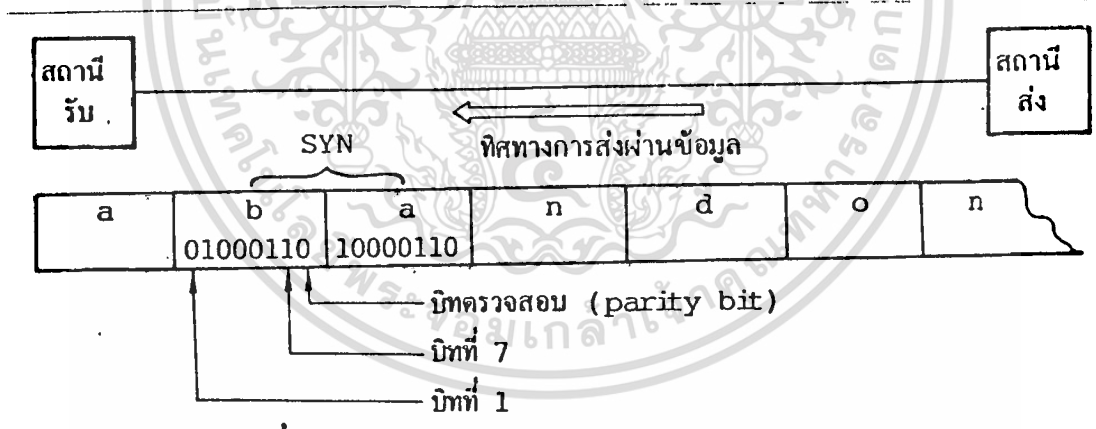 สถานี
รับ
สถานี
ส่ง
SYN
ทิศทางการส่งผ่านข้อมูล
a b a n d o n
01000110 10000110
บิทตรวจสอบ (parity bit)
บิทที่ 7
บิทที่ 1